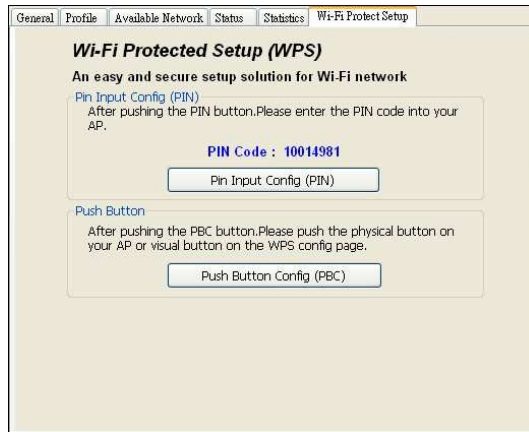 General Profile Available Network Status Statistics Wi-Fi Protect Setup
Wi-Fi Protected Setup (WPS)
An easy and secure setup solution for Wi-Fi network
Pin Input Config (PIN)
After pushing the PIN button.Please enter the PIN code into your
AP.
PIN Code : 10014981
Pin Input Config (PIN)
Push Button
After pushing the PBC button.Please push the physical button on
your AP or visual button on the WPS config page.
Push Button Config (PBC)